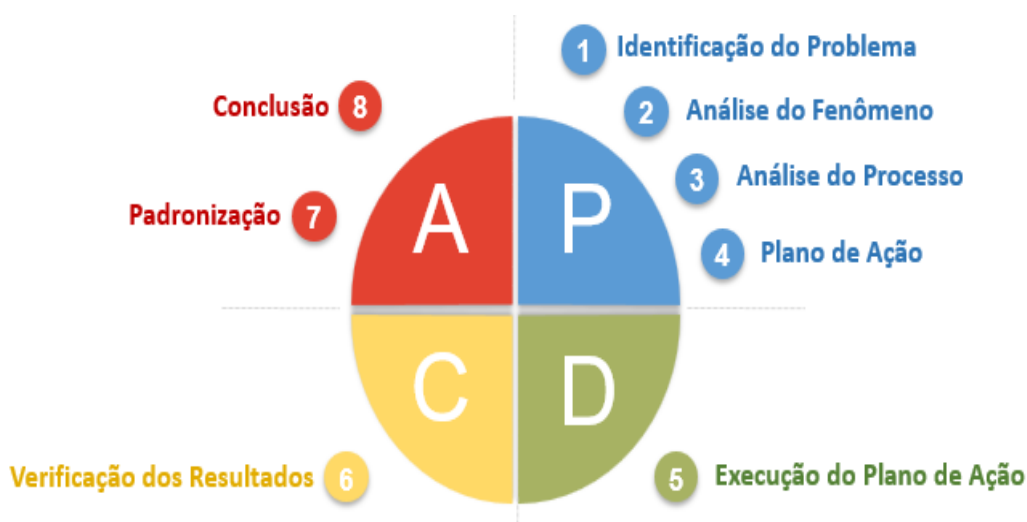 1 Identificação do Problema
2 Análise do Fenômeno
3 Análise do Processo
4 Plano de Ação
5 Execução do Plano de Ação
6 Verificação dos Resultados
7 Padronização
8 Conclusão
A P
C D